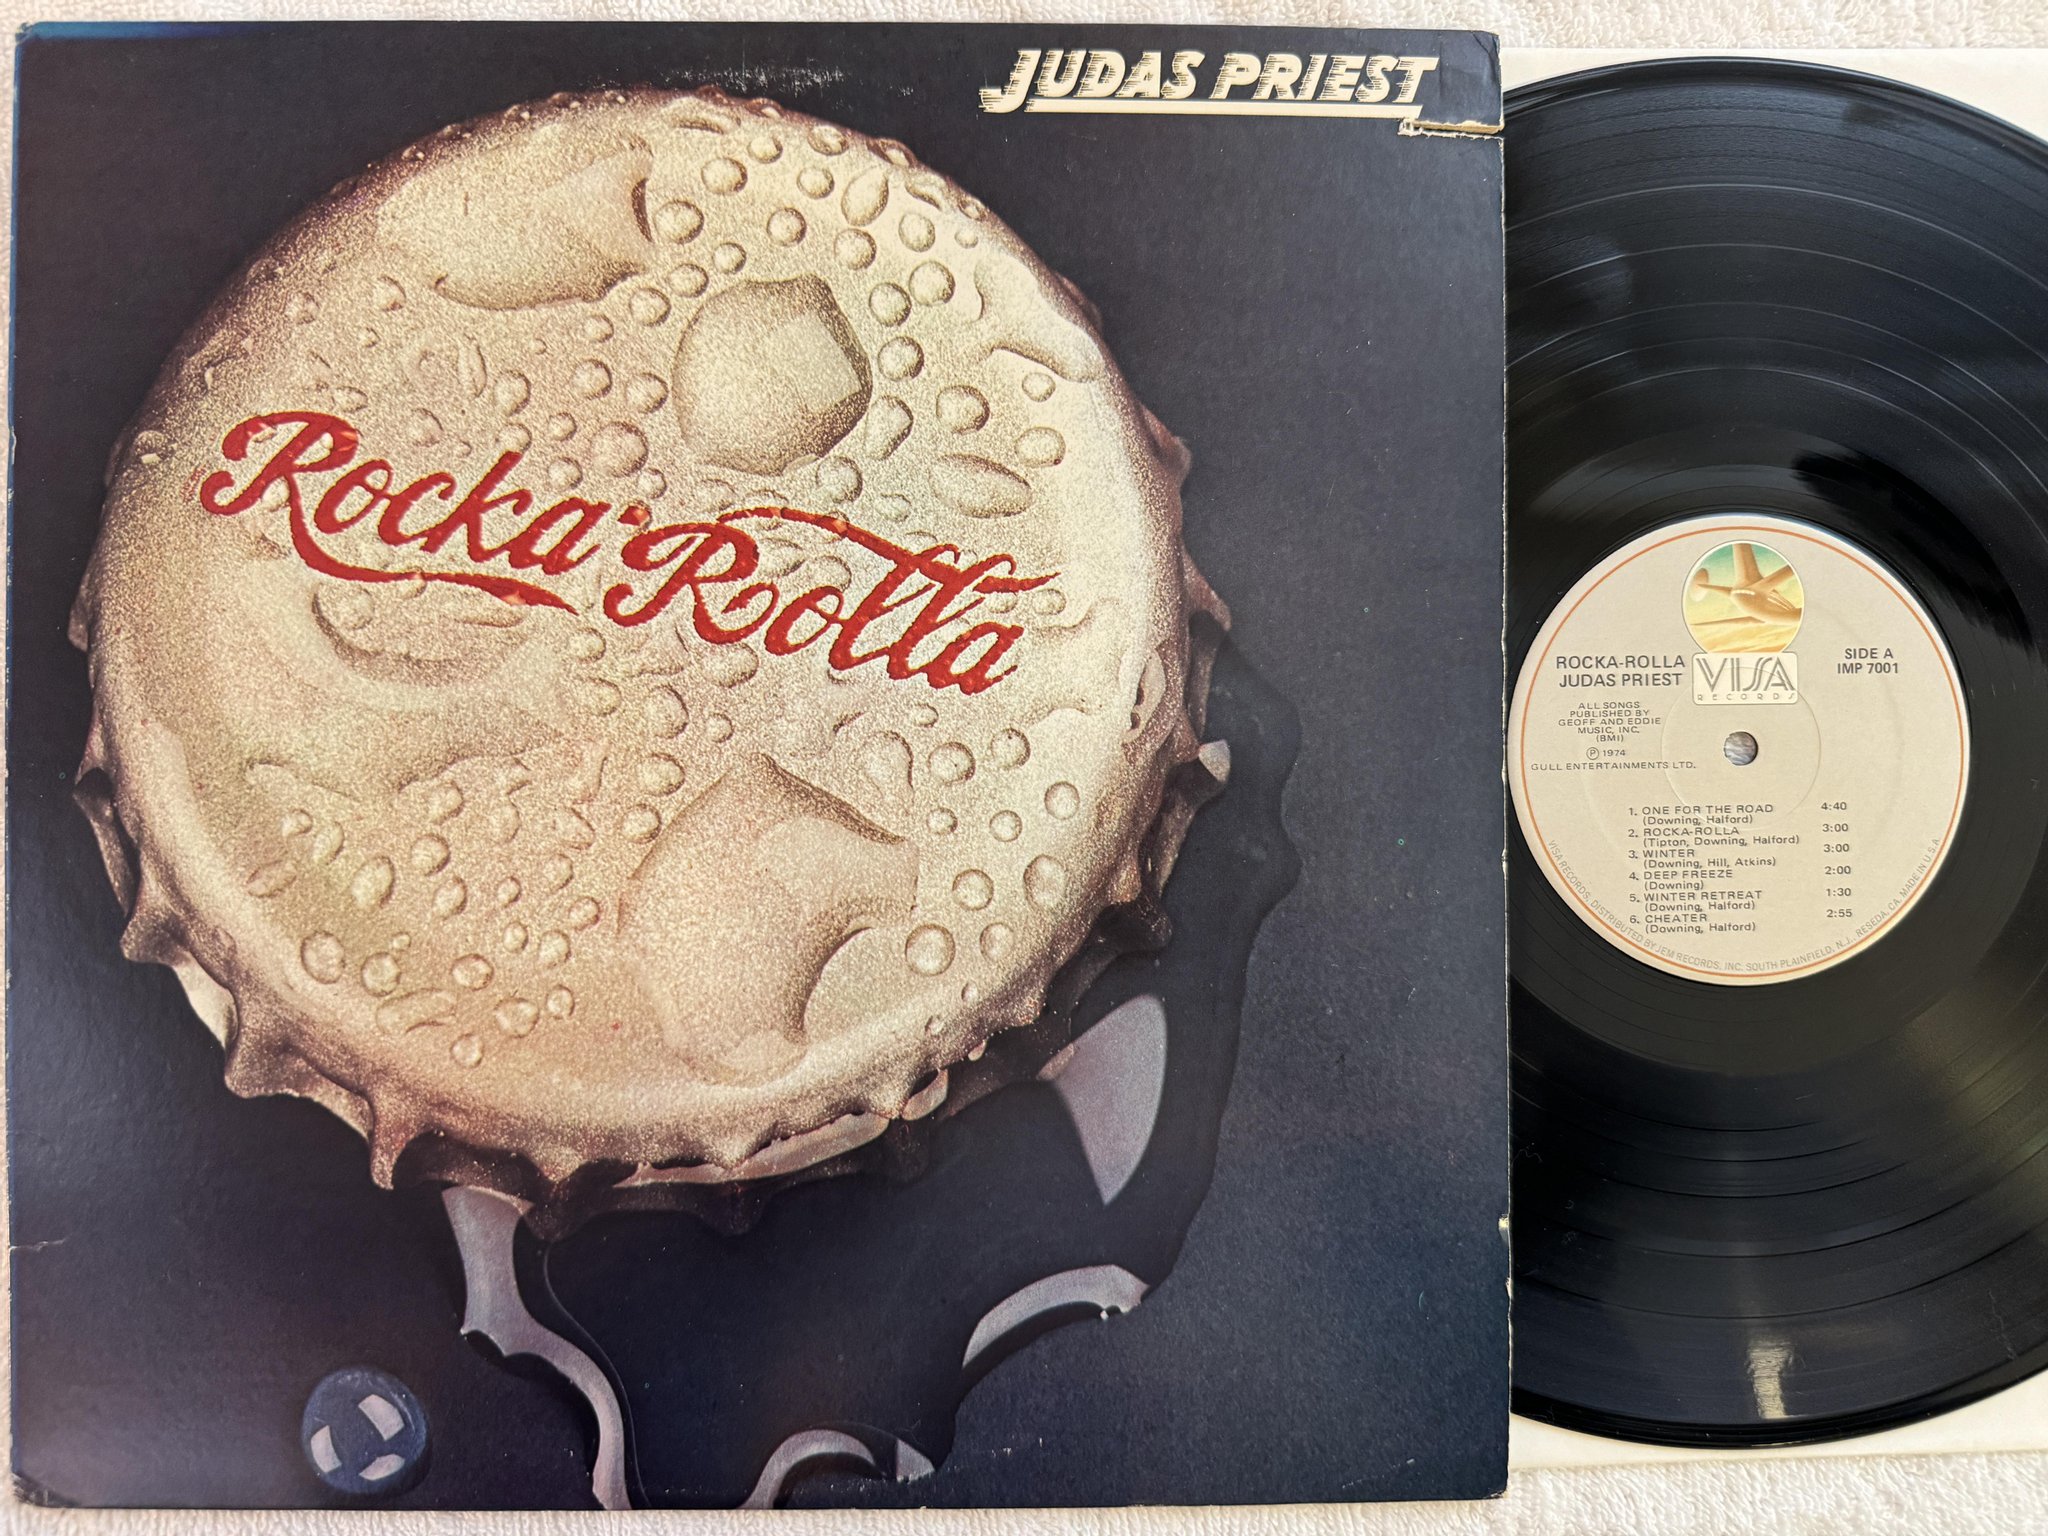 JUDAS PRIEST
Rocka Rolla
ROCKA-ROLLA
JUDAS PRIEST
VISA
RECORDS
SIDE A
IMP 7001
ALL SONGS
PUBLISHED BY
GEOFF AND EDDIE
MUSIC, INC.
(BMI)
Ⓟ 1974
GULL ENTERTAINMENTS LTD.
1. ONE FOR THE ROAD 4:40
(Downing, Halford)
2. ROCKA-ROLLA 3:00
(Tipton, Downing, Halford)
3. WINTER 3:00
(Downing, Hill, Atkins)
4. DEEP FREEZE 2:00
(Downing)
5. WINTER RETREAT 1:30
(Downing, Halford)
6. CHEATER 2:55
(Downing, Halford)
VISA RECORDS, DISTRIBUTED BY JEM RECORDS, INC. SOUTH PLAINFIELD, N.J., RESEDA, CA. MADE IN U.S.A.